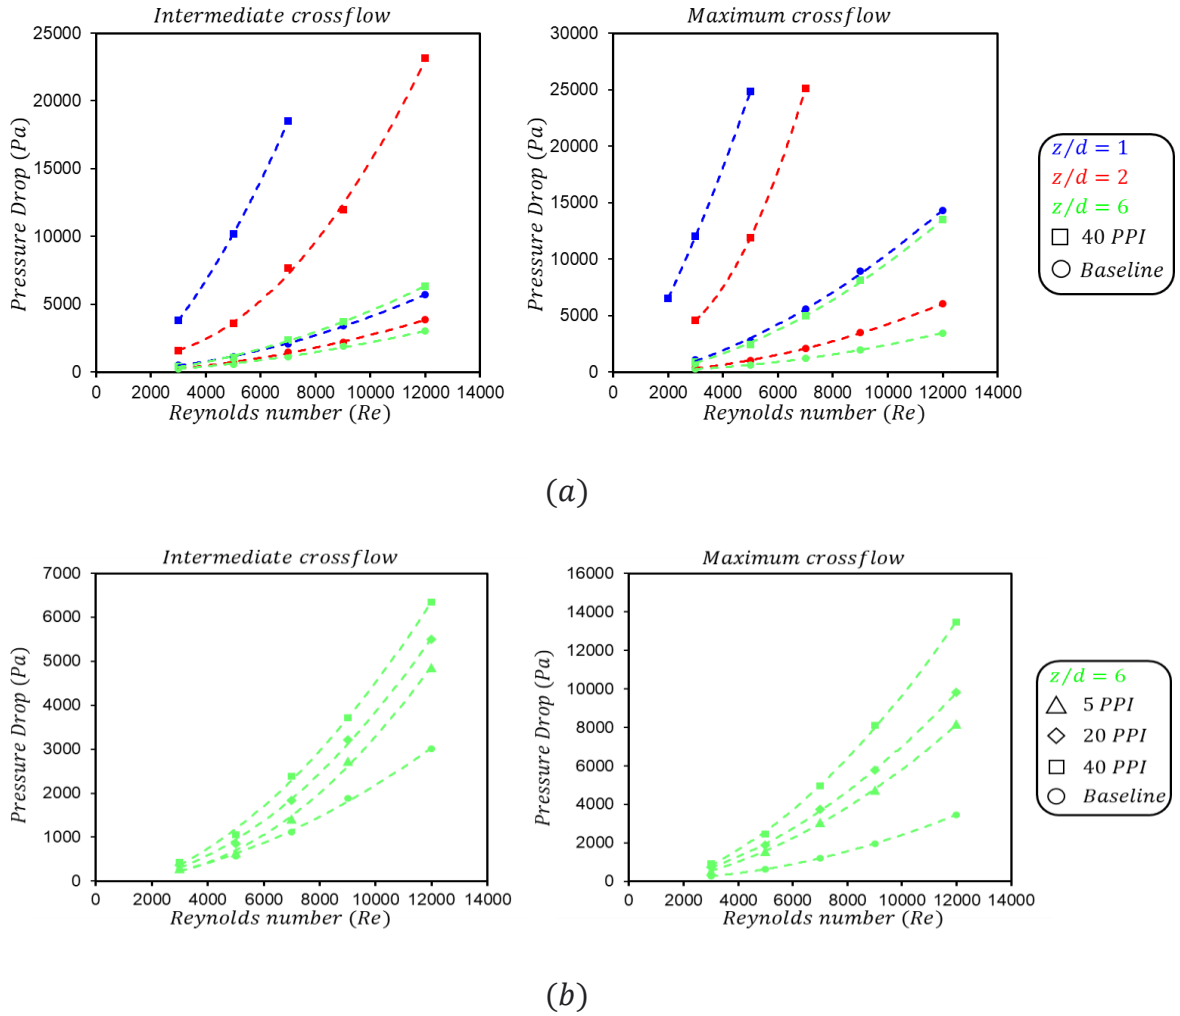 Intermediate crossflow
Maximum crossflow
25000
20000
15000
10000
5000
0
Pressure Drop (Pa)
0 2000 4000 6000 8000 10000 12000 14000
Reynolds number (Re)
30000
25000
20000
15000
10000
5000
0
Pressure Drop (Pa)
0 2000 4000 6000 8000 10000 12000 14000
Reynolds number (Re)
z/d = 1
z/d = 2
z/d = 6
40 PPI
Baseline
(a)
Intermediate crossflow
Maximum crossflow
7000
6000
5000
4000
3000
2000
1000
0
Pressure Drop (Pa)
0 2000 4000 6000 8000 10000 12000 14000
Reynolds number (Re)
16000
14000
12000
10000
8000
6000
4000
2000
0
Pressure Drop (Pa)
0 2000 4000 6000 8000 10000 12000 14000
Reynolds number (Re)
z/d = 6
5 PPI
20 PPI
40 PPI
Baseline
(b)